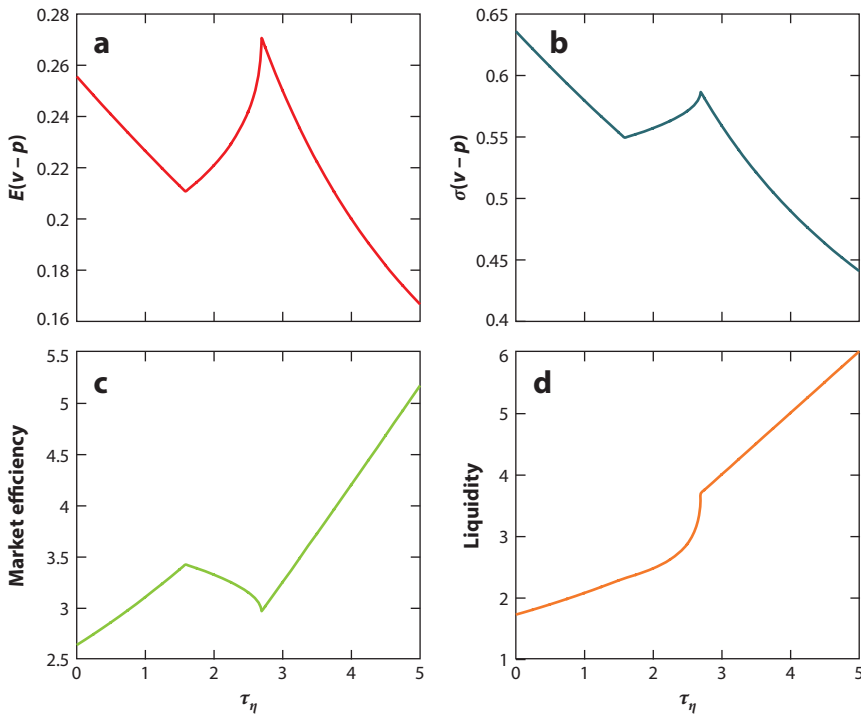 a
E(v – p)
0.28
0.26
0.24
0.22
0.2
0.18
0.16
b
σ(v – p)
0.65
0.6
0.55
0.5
0.45
0.4
c
Market efficiency
5.5
5
4.5
4
3.5
3
2.5
0 1 2 3 4 5
τη
d
Liquidity
6
5
4
3
2
1
0 1 2 3 4 5
τη